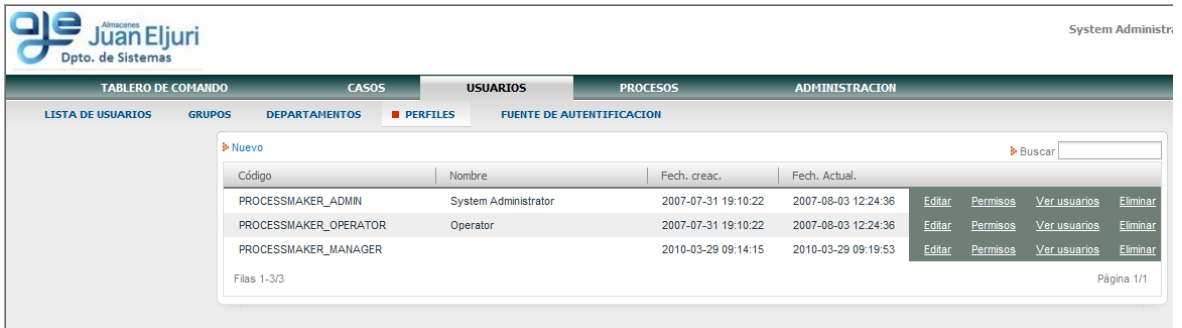 Almacenes
Juan Eljuri
Dpto. de Sistemas
System Administra
TABLERO DE COMANDO CASOS USUARIOS PROCESOS ADMINISTRACION
LISTA DE USUARIOS GRUPOS DEPARTAMENTOS PERFILES FUENTE DE AUTENTIFICACION
Nuevo Buscar
Código Nombre Fech. creac. Fech. Actual.
PROCESSMAKER_ADMIN System Administrator 2007-07-31 19:10:22 2007-08-03 12:24:36 Editar Permisos Ver usuarios Eliminar
PROCESSMAKER_OPERATOR Operator 2007-07-31 19:10:22 2007-08-03 12:24:36 Editar Permisos Ver usuarios Eliminar
PROCESSMAKER_MANAGER 2010-03-29 09:14:15 2010-03-29 09:19:53 Editar Permisos Ver usuarios Eliminar
Filas 1-3/3 Página 1/1